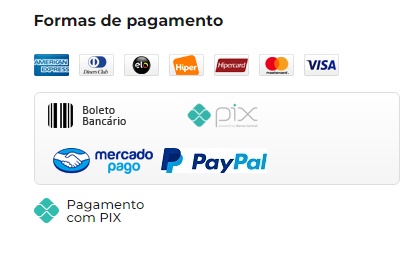 Formas de pagamento
AMERICAN EXPRESS
Diners Club
elo
Hiper
Hipercard
mastercard
VISA
Boleto
Bancário
pix
mercado
pago
PayPal
Pagamento
com PIX